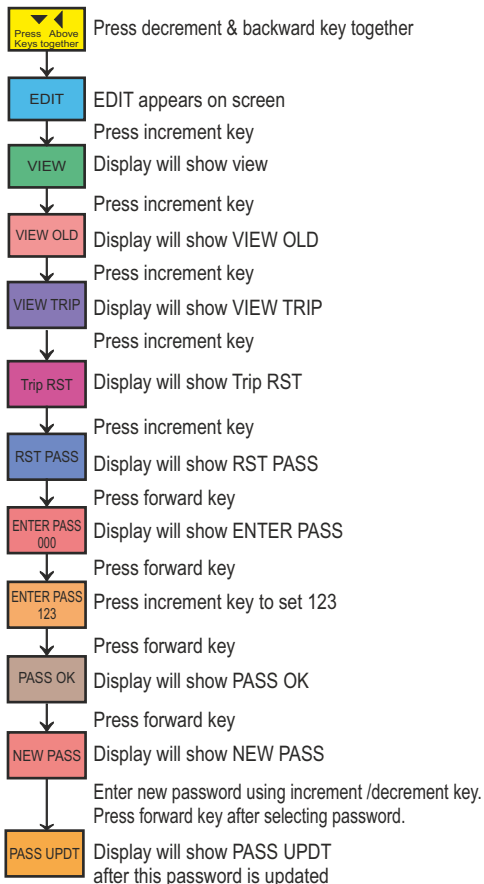 Press Above
Keys together
Press decrement & backward key together
EDIT
EDIT appears on screen
Press increment key
VIEW
Display will show view
Press increment key
VIEW OLD
Display will show VIEW OLD
Press increment key
VIEW TRIP
Display will show VIEW TRIP
Press increment key
Trip RST
Display will show Trip RST
Press increment key
RST PASS
Display will show RST PASS
Press forward key
ENTER PASS
000
Display will show ENTER PASS
Press forward key
ENTER PASS
123
Press increment key to set 123
Press forward key
PASS OK
Display will show PASS OK
Press forward key
NEW PASS
Display will show NEW PASS
Enter new password using increment /decrement key.
Press forward key after selecting password.
PASS UPDT
Display will show PASS UPDT
after this password is updated